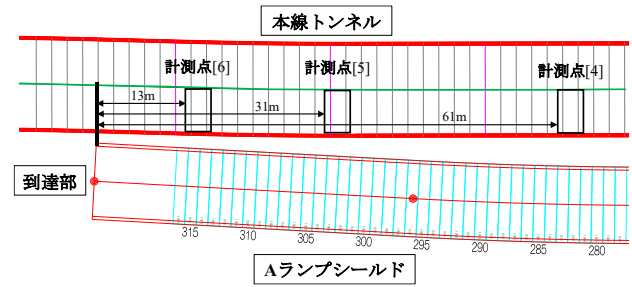 本線トンネル
計測点[6]
計測点[5]
計測点[4]
13m
31m
61m
到達部
315
310
305
300
295
290
285
280
Aランプシールド